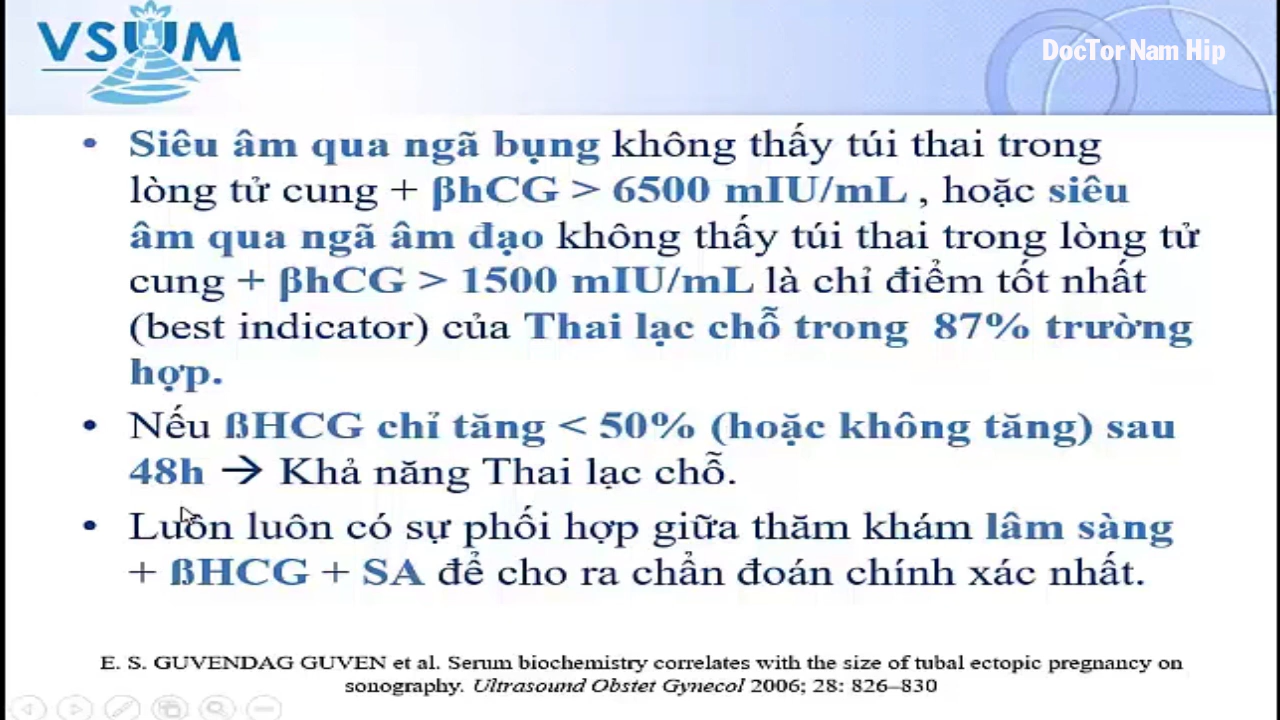 VSUM
DocTor Nam Hip
• Siêu âm qua ngã bụng không thấy túi thai trong
lòng tử cung + βhCG > 6500 mIU/mL , hoặc siêu
âm qua ngã âm đạo không thấy túi thai trong lòng tử
cung + βhCG > 1500 mIU/mL là chỉ điểm tốt nhất
(best indicator) của Thai lạc chỗ trong 87% trường
hợp.
• Nếu ßHCG chỉ tăng < 50% (hoặc không tăng) sau
48h → Khả năng Thai lạc chỗ.
• Luôn luôn có sự phối hợp giữa thăm khám lâm sàng
+ ßHCG + SA để cho ra chẩn đoán chính xác nhất.
E. S. GUVENDAG GUVEN et al. Serum biochemistry correlates with the size of tubal ectopic pregnancy on
sonography. Ultrasound Obstet Gynecol 2006; 28: 826–830